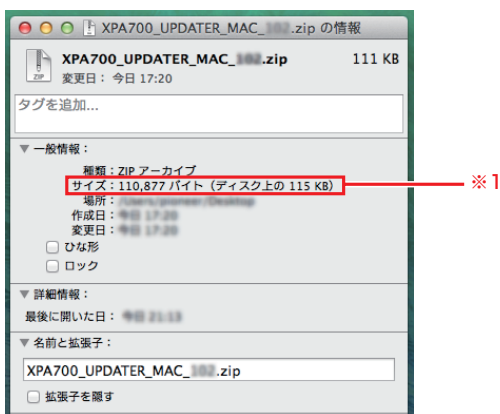 XPA700_UPDATER_MAC_ .zip の情報
XPA700_UPDATER_MAC_ .zip 111 KB
ZIP
変更日： 今日 17:20
タグを追加...
▼ 一般情報：
種類：ZIP アーカイブ
サイズ：110,877 バイト（ディスク上の 115 KB） ※1
場所：
作成日：
変更日：
ひな形
ロック
▼ 詳細情報：
最後に開いた日：
▼ 名前と拡張子：
XPA700_UPDATER_MAC_ .zip
拡張子を隠す